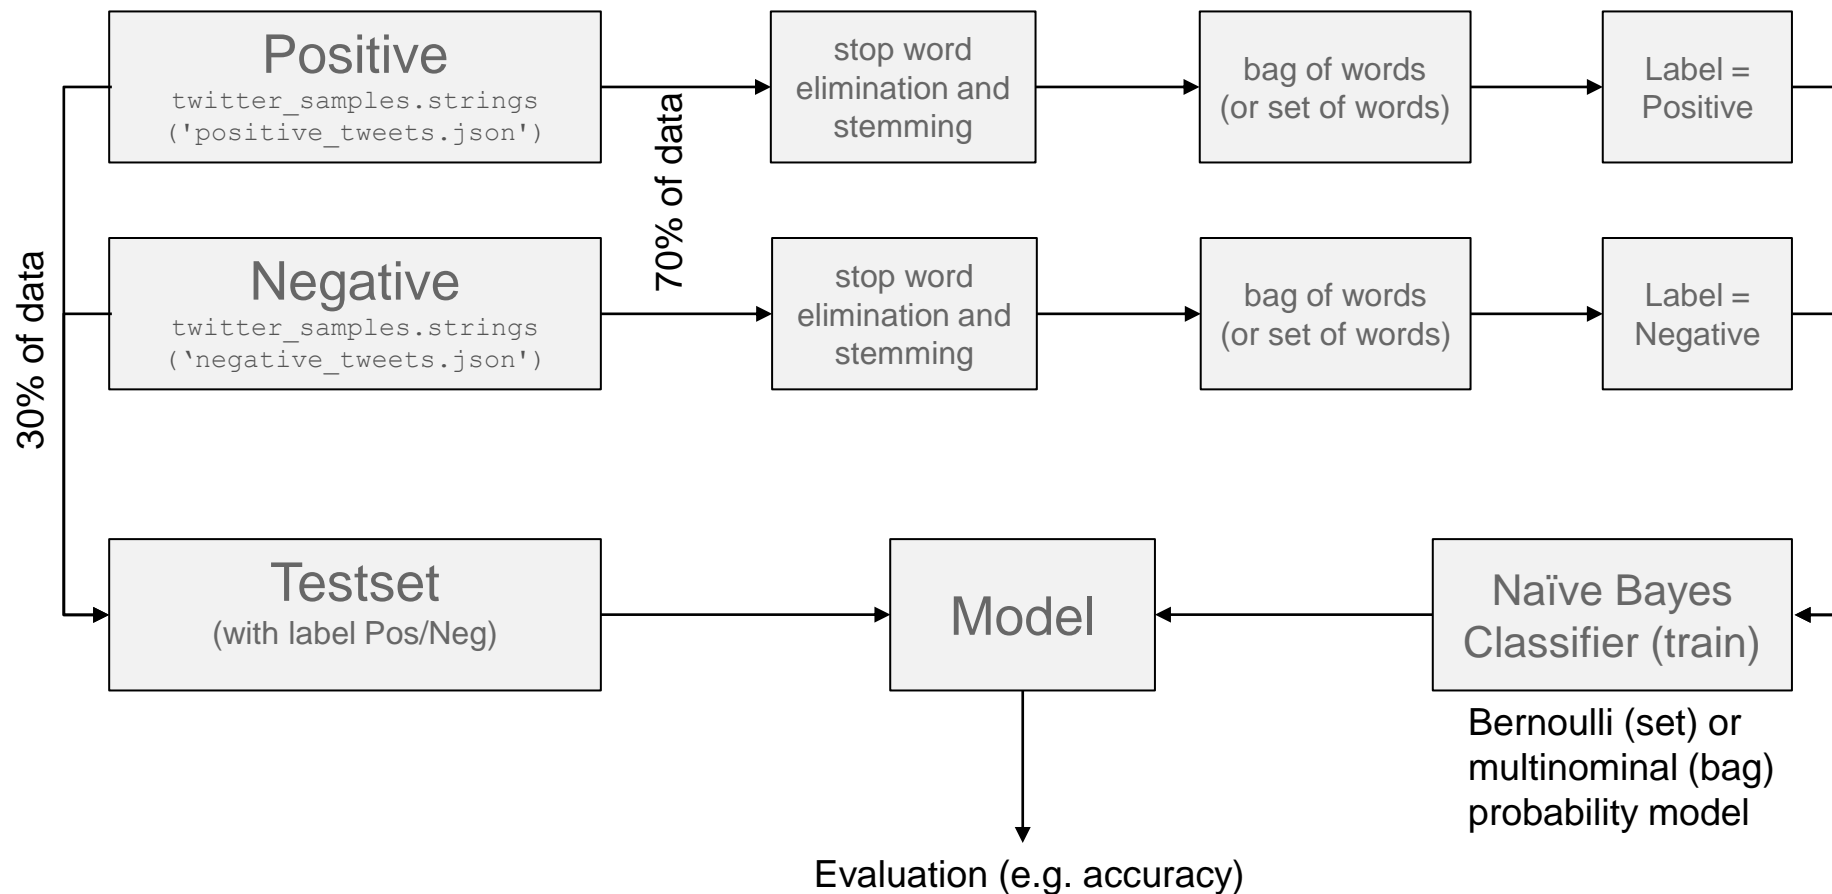 Positive
twitter_samples.strings
('positive_tweets.json')
70% of data
stop word
elimination and
stemming
bag of words
(or set of words)
Label =
Positive
30% of data
Negative
twitter_samples.strings
(‘negative_tweets.json')
stop word
elimination and
stemming
bag of words
(or set of words)
Label =
Negative
Testset
(with label Pos/Neg)
Model
Naïve Bayes
Classifier (train)
Bernoulli (set) or
multinominal (bag)
probability model
Evaluation (e.g. accuracy)